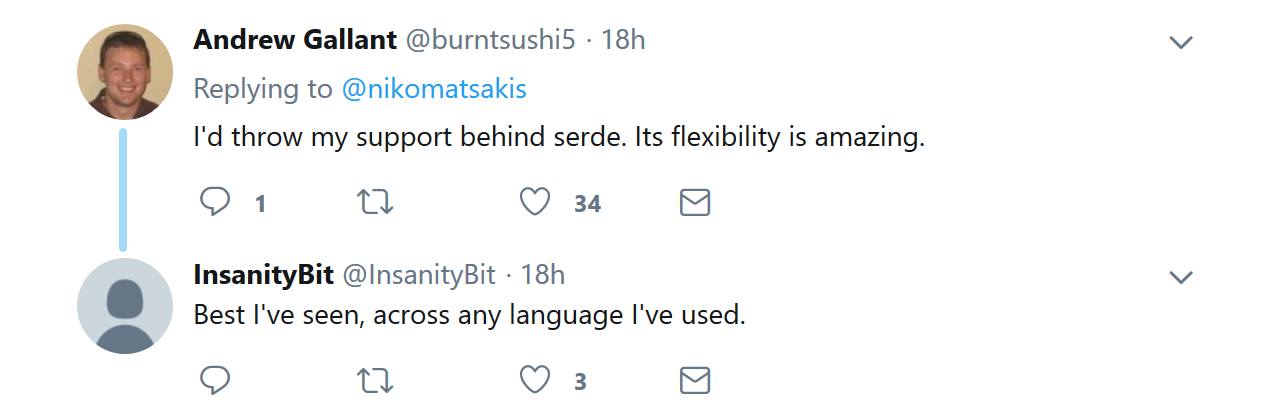 Andrew Gallant @burntsushi5 · 18h
Replying to @nikomatsakis
I'd throw my support behind serde. Its flexibility is amazing.
1 34
InsanityBit @InsanityBit · 18h
Best I've seen, across any language I've used.
3